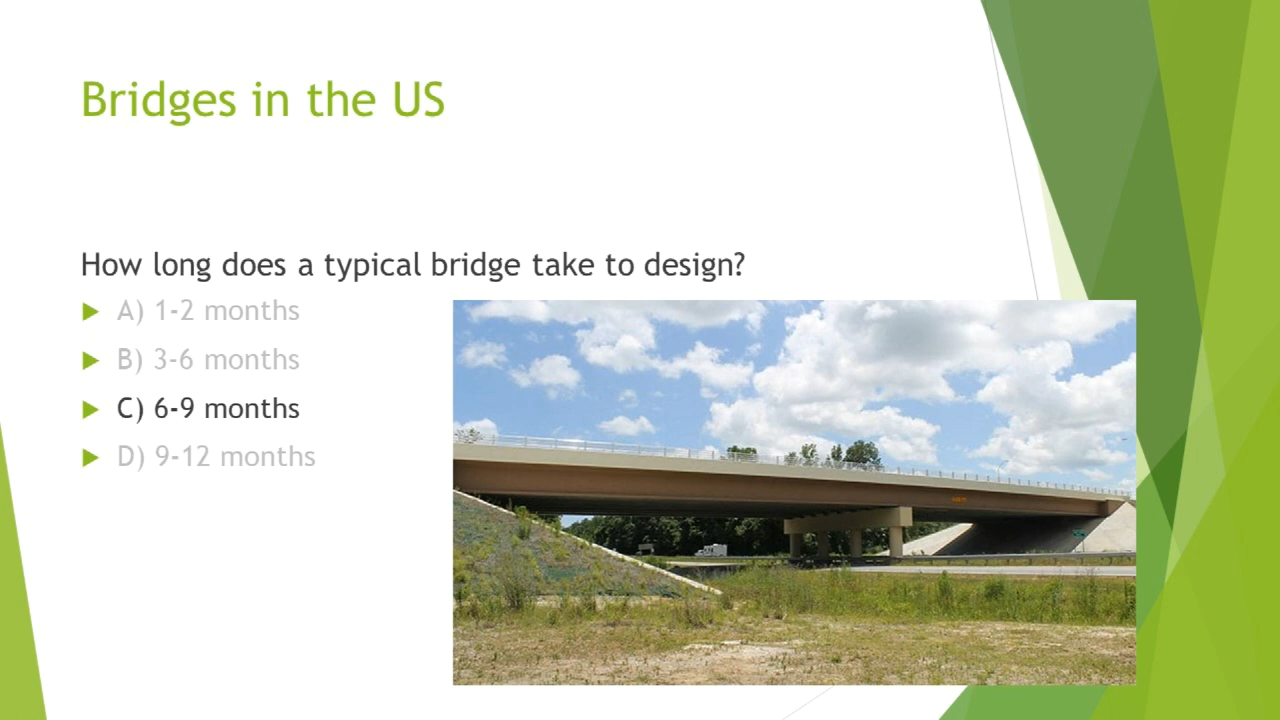 Bridges in the US
How long does a typical bridge take to design?
A) 1-2 months
B) 3-6 months
C) 6-9 months
D) 9-12 months